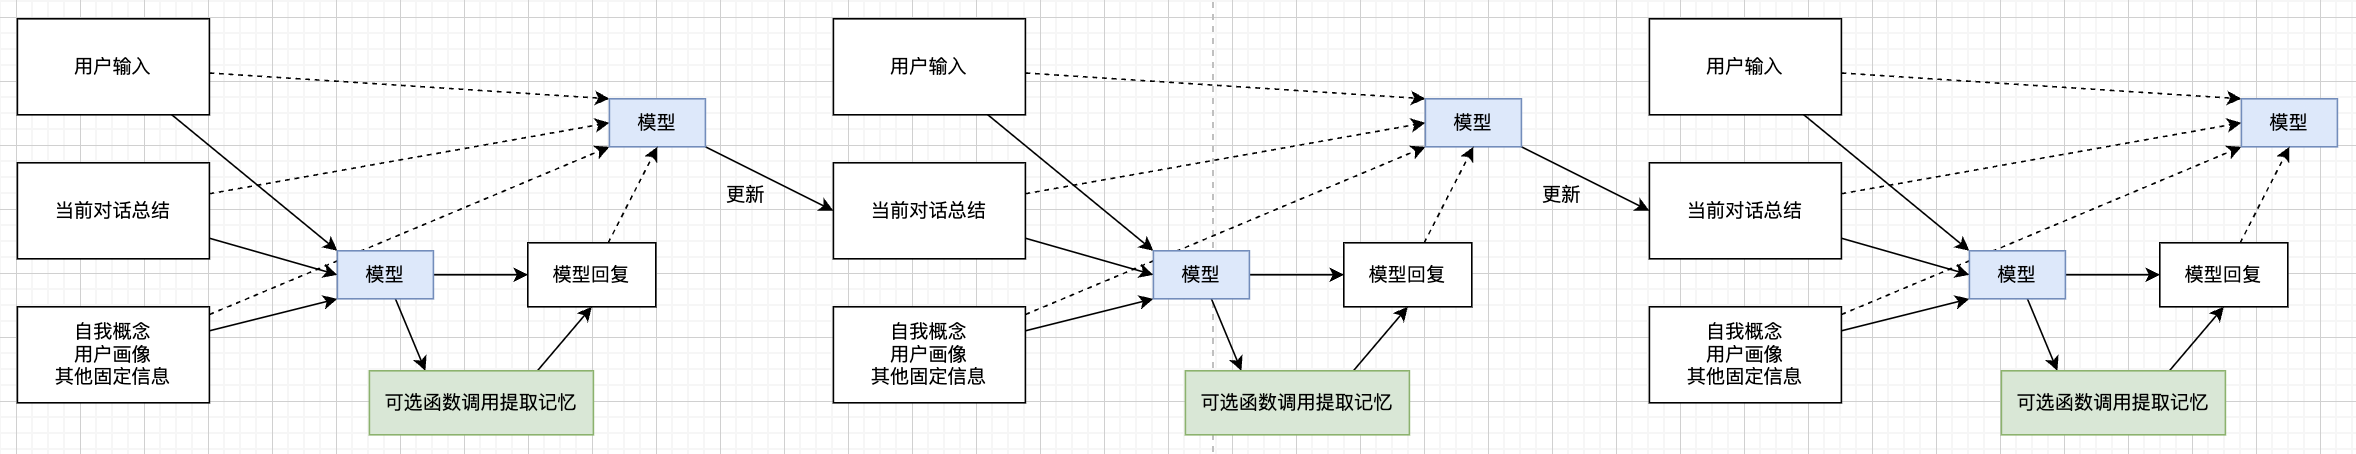 用户输入
模型
当前对话总结
更新
模型
模型回复
自我概念
用户画像
其他固定信息
可选函数调用提取记忆
用户输入
模型
当前对话总结
更新
模型
模型回复
自我概念
用户画像
其他固定信息
可选函数调用提取记忆
用户输入
模型
当前对话总结
模型
模型回复
自我概念
用户画像
其他固定信息
可选函数调用提取记忆